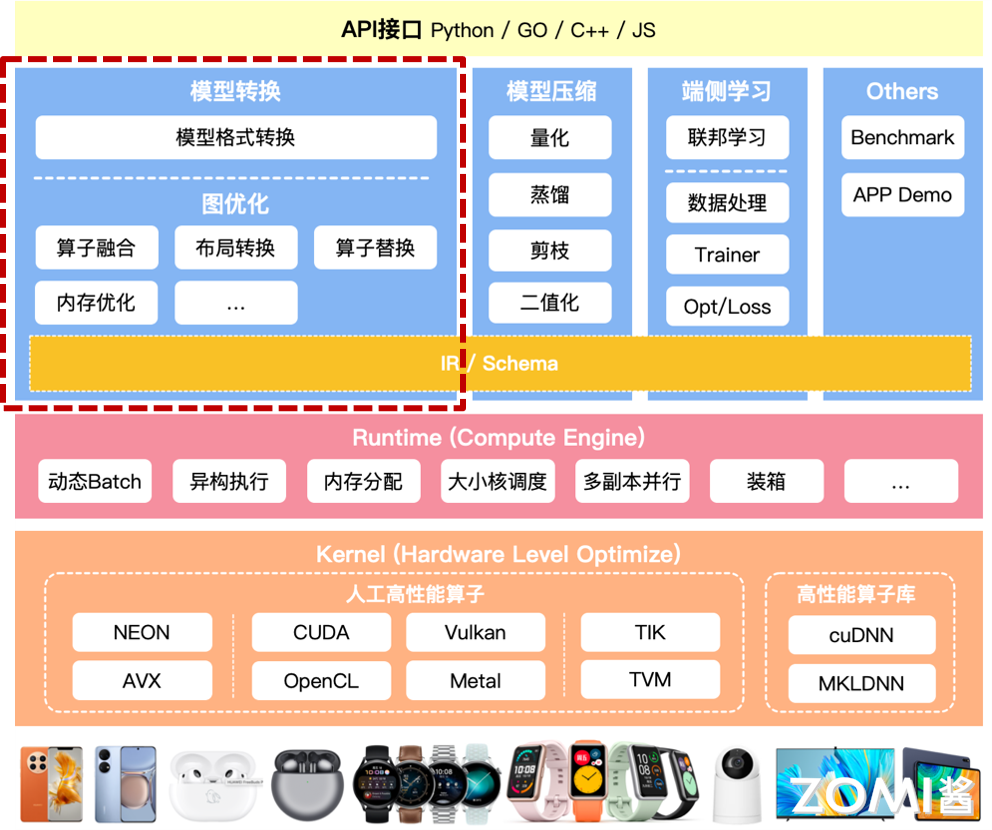 API接口 Python / GO / C++ / JS
模型转换
模型格式转换
图优化
算子融合 布局转换 算子替换
内存优化 ...
模型压缩
量化
蒸馏
剪枝
二值化
端侧学习
联邦学习
数据处理
Trainer
Opt/Loss
Others
Benchmark
APP Demo
IR / Schema
Runtime (Compute Engine)
动态Batch 异构执行 内存分配 大小核调度 多副本并行 装箱 ...
Kernel (Hardware Level Optimize)
人工高性能算子
NEON CUDA Vulkan TIK
AVX OpenCL Metal TVM
高性能算子库
cuDNN
MKLDNN
ZOMI酱